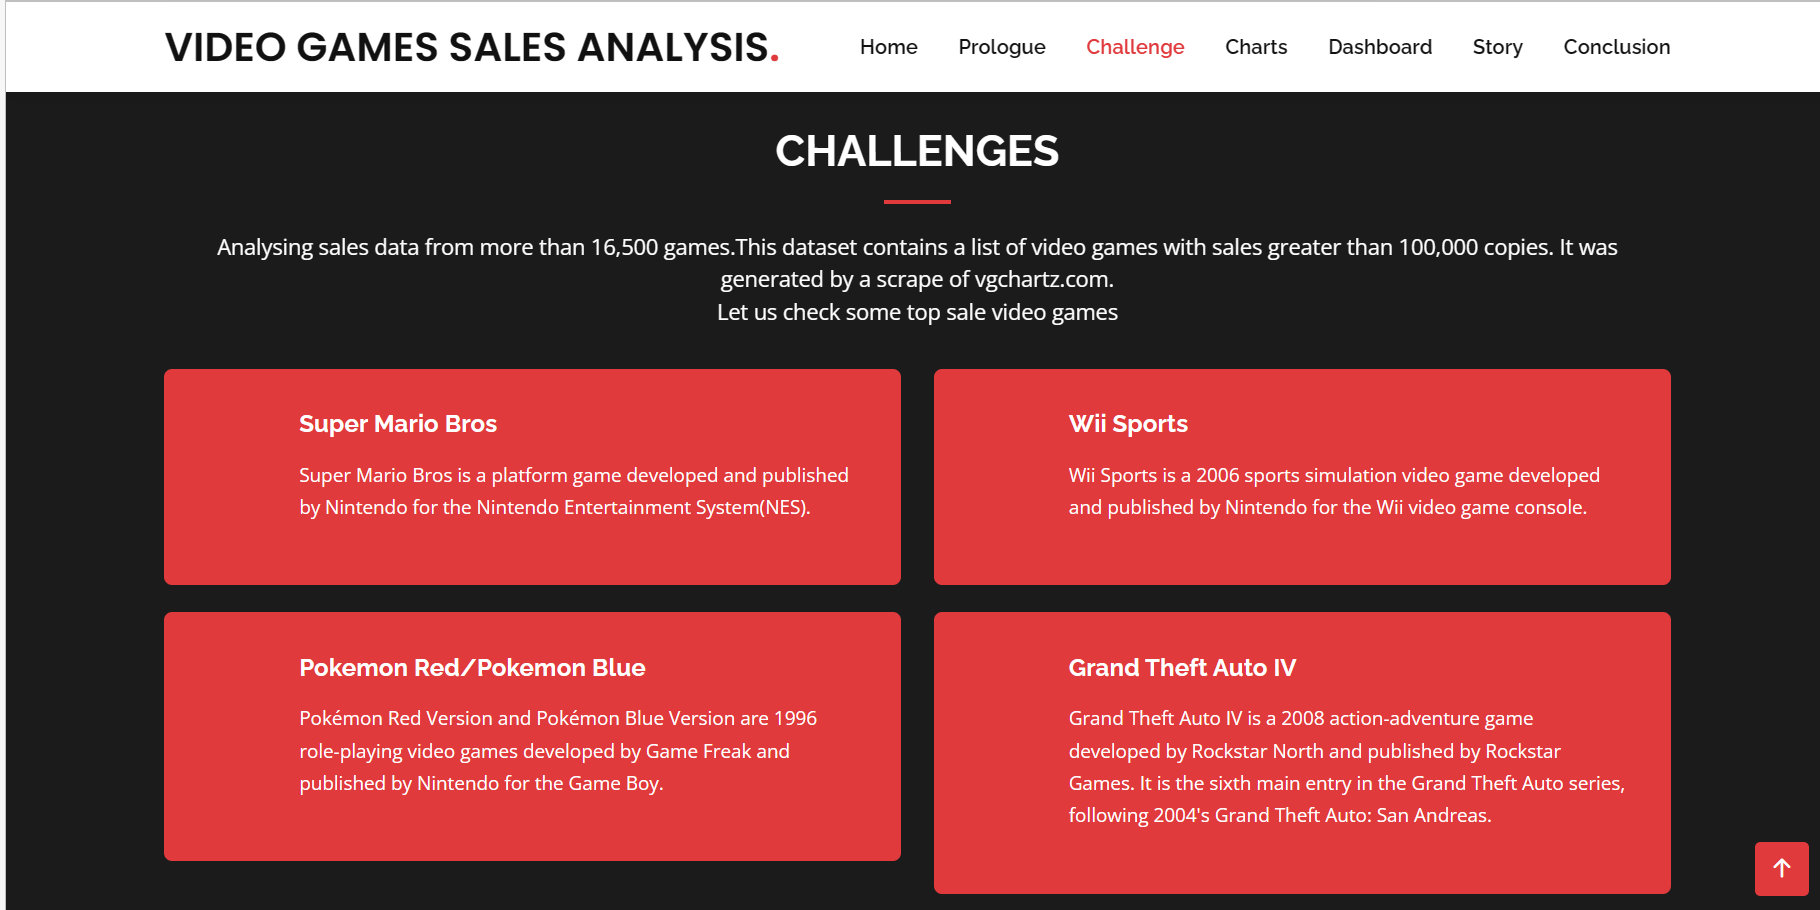 VIDEO GAMES SALES ANALYSIS.
Home Prologue Challenge Charts Dashboard Story Conclusion
CHALLENGES
Analysing sales data from more than 16,500 games.This dataset contains a list of video games with sales greater than 100,000 copies. It was
generated by a scrape of vgchartz.com.
Let us check some top sale video games
Super Mario Bros
Super Mario Bros is a platform game developed and published
by Nintendo for the Nintendo Entertainment System(NES).
Wii Sports
Wii Sports is a 2006 sports simulation video game developed
and published by Nintendo for the Wii video game console.
Pokemon Red/Pokemon Blue
Pokémon Red Version and Pokémon Blue Version are 1996
role-playing video games developed by Game Freak and
published by Nintendo for the Game Boy.
Grand Theft Auto IV
Grand Theft Auto IV is a 2008 action-adventure game
developed by Rockstar North and published by Rockstar
Games. It is the sixth main entry in the Grand Theft Auto series,
following 2004's Grand Theft Auto: San Andreas.